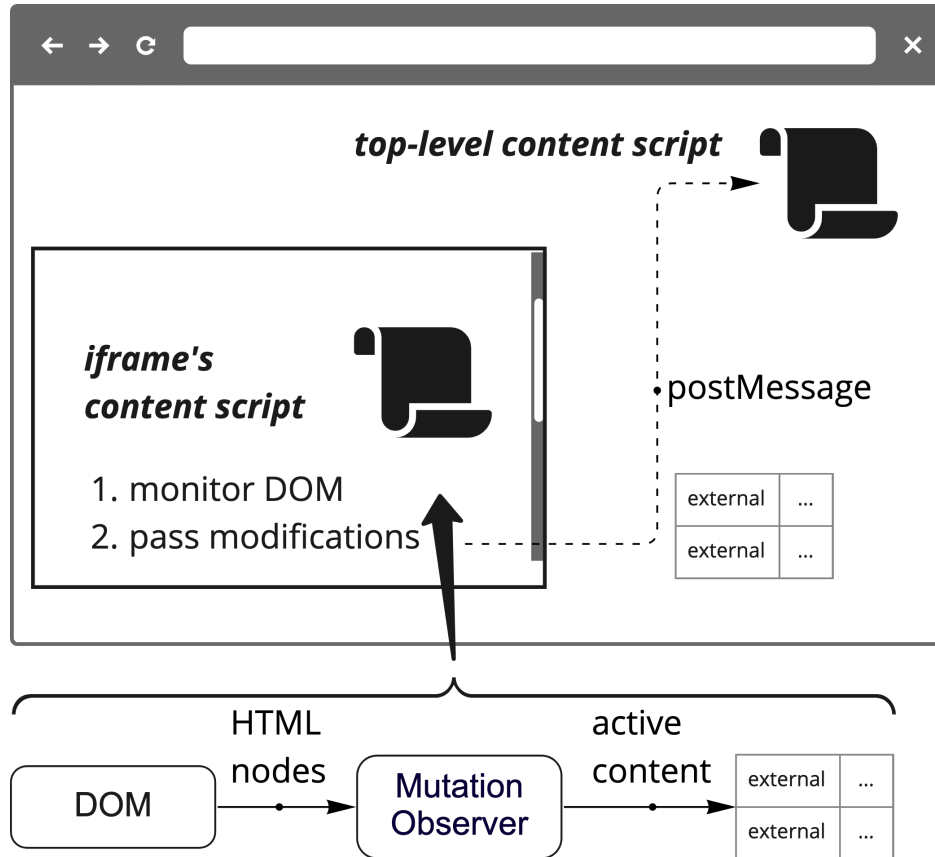 top-level content script
iframe's
content script
1. monitor DOM
2. pass modifications
postMessage
external ...
external ...
HTML
nodes
active
content
DOM
Mutation
Observer
external ...
external ...